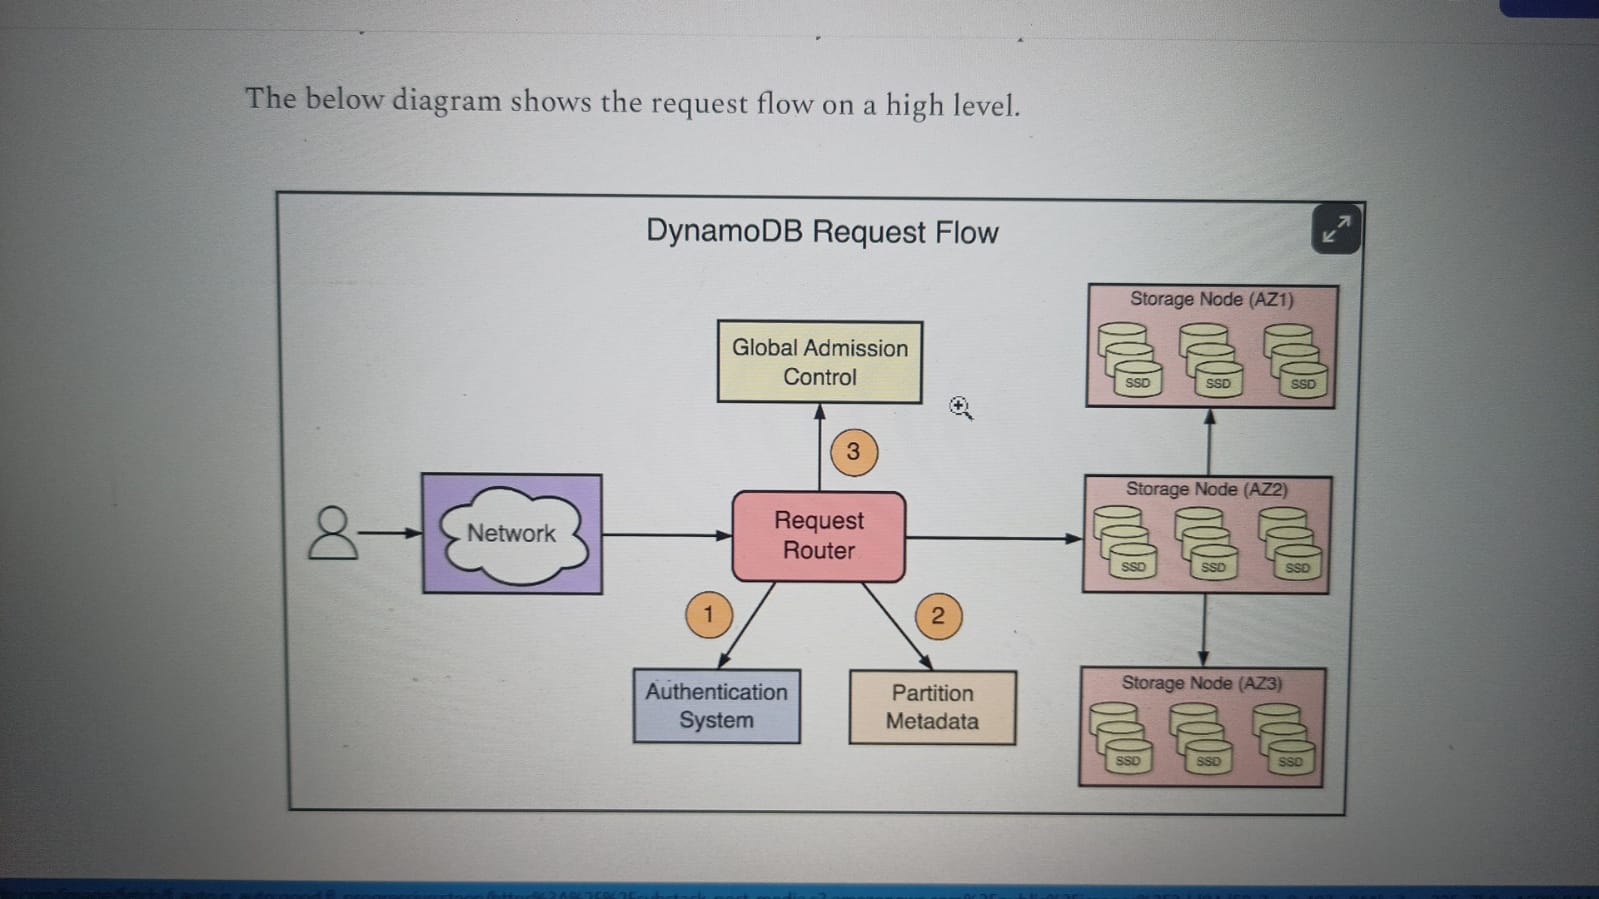 The below diagram shows the request flow on a high level.
DynamoDB Request Flow
Storage Node (AZ1)
SSD
SSD
SSD
Global Admission
Control
3
Network
Request
Router
Storage Node (AZ2)
SSD
SSD
SSD
1
2
Authentication
System
Partition
Metadata
Storage Node (AZ3)
SSD
SSD
SSD